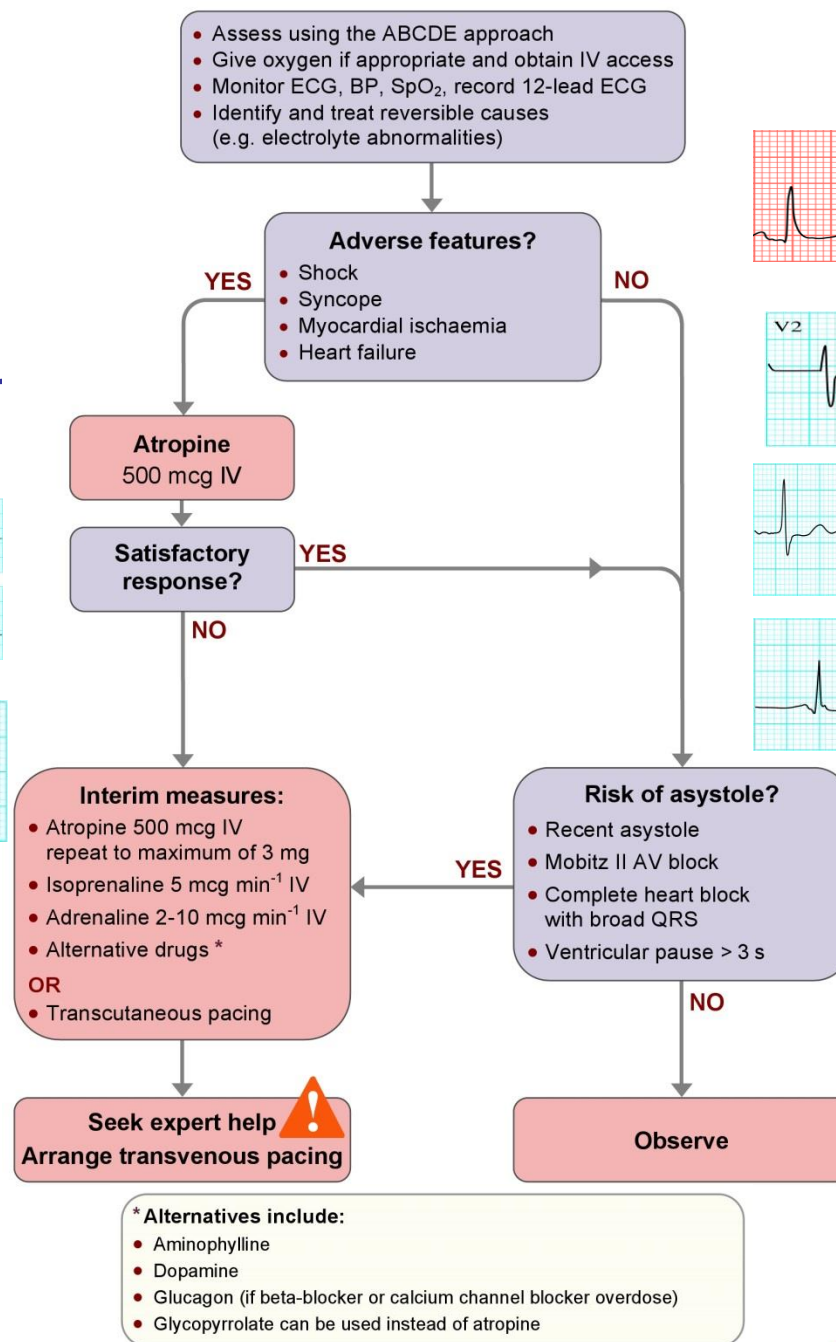 • Assess using the ABCDE approach
• Give oxygen if appropriate and obtain IV access
• Monitor ECG, BP, SpO₂, record 12-lead ECG
• Identify and treat reversible causes
(e.g. electrolyte abnormalities)
Adverse features?
YES
• Shock
NO
• Syncope
• Myocardial ischaemia
• Heart failure
V2
Atropine
500 mcg IV
Satisfactory
response?
YES
NO
Interim measures:
• Atropine 500 mcg IV
repeat to maximum of 3 mg
• Isoprenaline 5 mcg min⁻¹ IV
• Adrenaline 2-10 mcg min⁻¹ IV
• Alternative drugs *
OR
• Transcutaneous pacing
YES
Risk of asystole?
• Recent asystole
• Mobitz II AV block
• Complete heart block
with broad QRS
• Ventricular pause > 3 s
NO
Seek expert help
!
Arrange transvenous pacing
Observe
* Alternatives include:
• Aminophylline
• Dopamine
• Glucagon (if beta-blocker or calcium channel blocker overdose)
• Glycopyrrolate can be used instead of atropine